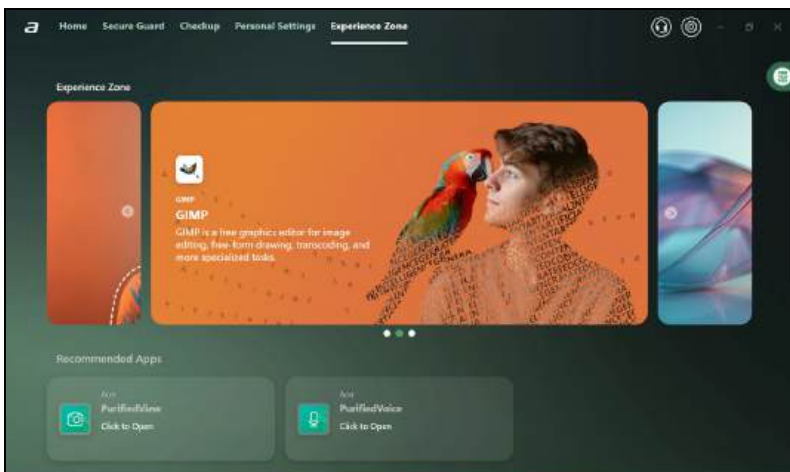 a
Home Secure Guard Checkup Personal Settings Experience Zone
Experience Zone
GIMP
GIMP
GIMP is a free graphics editor for image
editing, free-form drawing, transcoding, and
more specialized tasks.
Recommended Apps
Acer
PurifiedView
Click to Open
Acer
PurifiedVoice
Click to Open